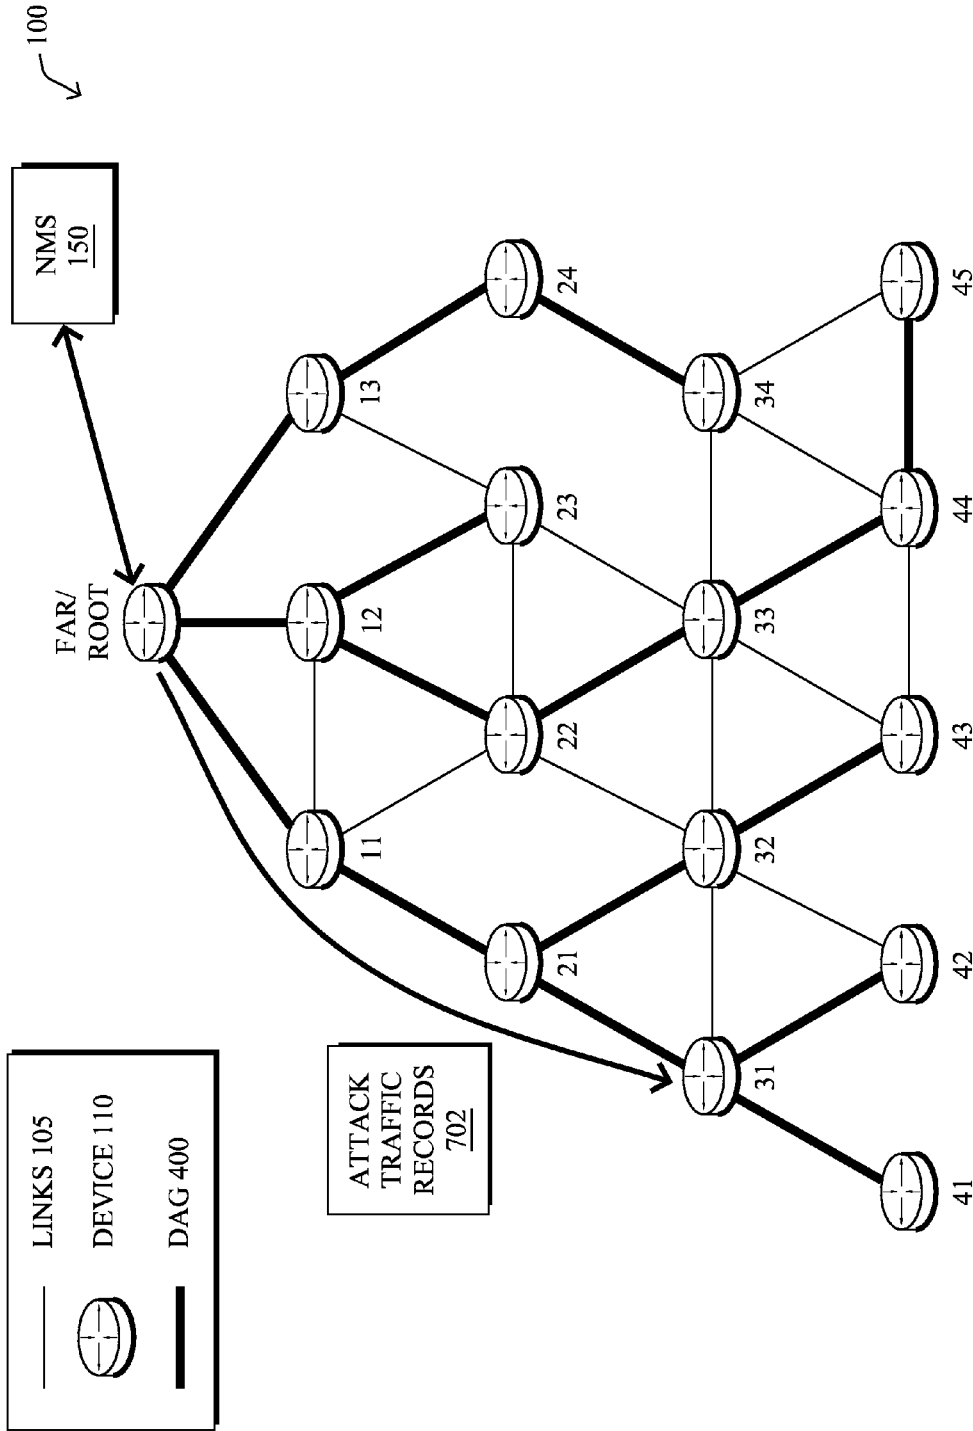 100
NMS
150
FAR/
ROOT
LINKS 105
DEVICE 110
DAG 400
ATTACK
TRAFFIC
RECORDS
702
11
12
13
21
22
23
24
31
32
33
34
41
42
43
44
45